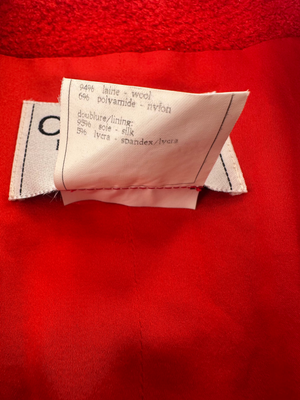 94% laine - wool
6% polyamide - nylon
doublure/lining:
95% soie - silk
5% lycra - spandex/lycra
C